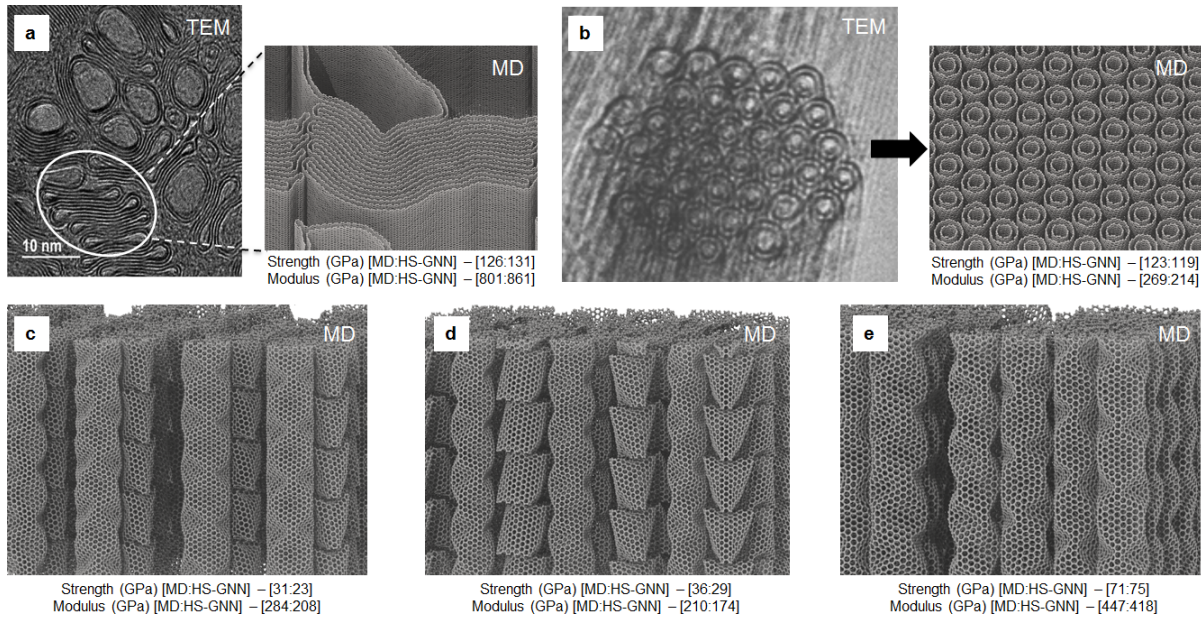 a
TEM
10 nm
MD
Strength (GPa) [MD:HS-GNN] – [126:131]
Modulus (GPa) [MD:HS-GNN] – [801:861]
b
TEM
MD
Strength (GPa) [MD:HS-GNN] – [123:119]
Modulus (GPa) [MD:HS-GNN] – [269:214]
c
MD
Strength (GPa) [MD:HS-GNN] – [31:23]
Modulus (GPa) [MD:HS-GNN] – [284:208]
d
MD
Strength (GPa) [MD:HS-GNN] – [36:29]
Modulus (GPa) [MD:HS-GNN] – [210:174]
e
MD
Strength (GPa) [MD:HS-GNN] – [71:75]
Modulus (GPa) [MD:HS-GNN] – [447:418]